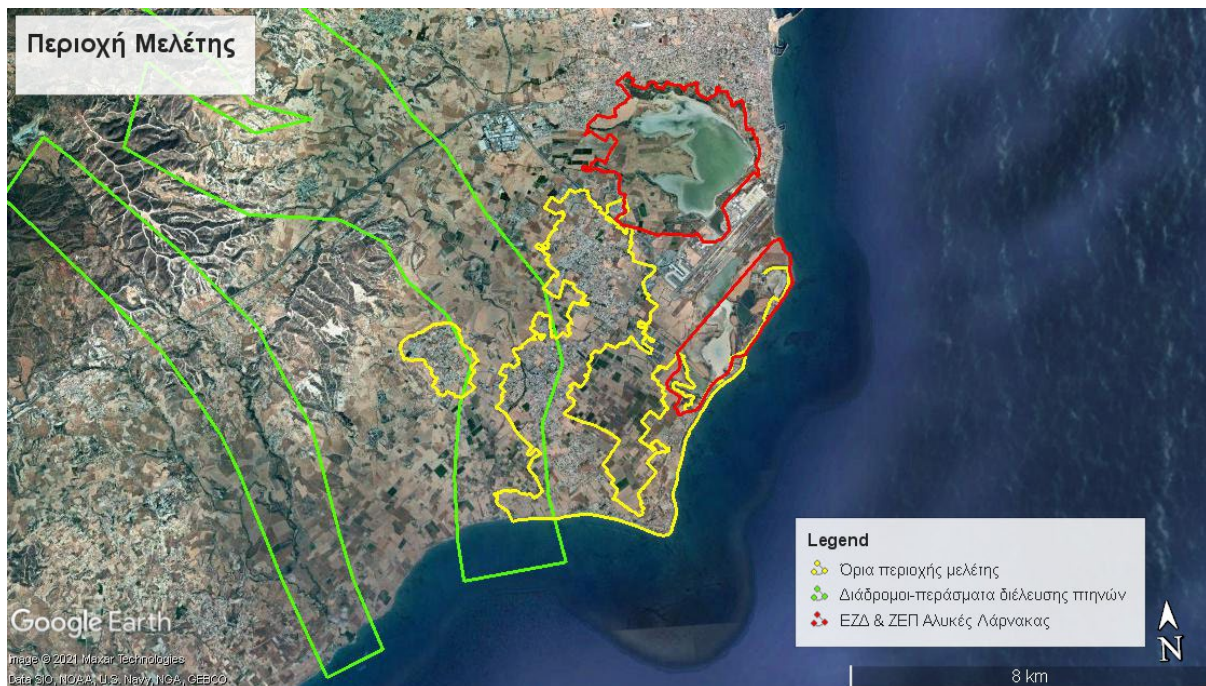 Περιοχή Μελέτης
Legend
Όρια περιοχής μελέτης
Διάδρομοι-περάσματα διέλευσης πτηνών
ΕΖΔ & ΖΕΠ Αλυκές Λάρνακας
Google Earth
Image © 2021 Maxar Technologies
Data SIO, NOAA, U.S. Navy, NGA, GEBCO
N
8 km